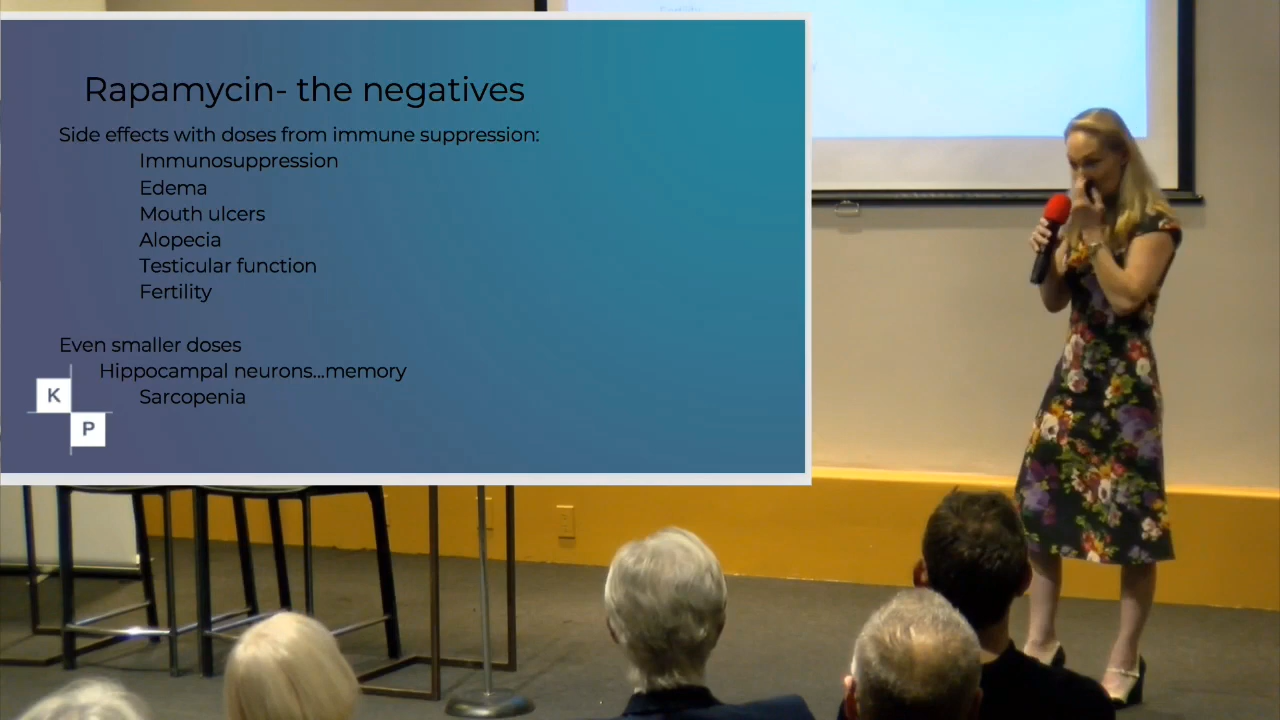 Rapamycin- the negatives
Side effects with doses from immune suppression:
Immunosuppression
Edema
Mouth ulcers
Alopecia
Testicular function
Fertility
Even smaller doses
Hippocampal neurons...memory
Sarcopenia
K
P